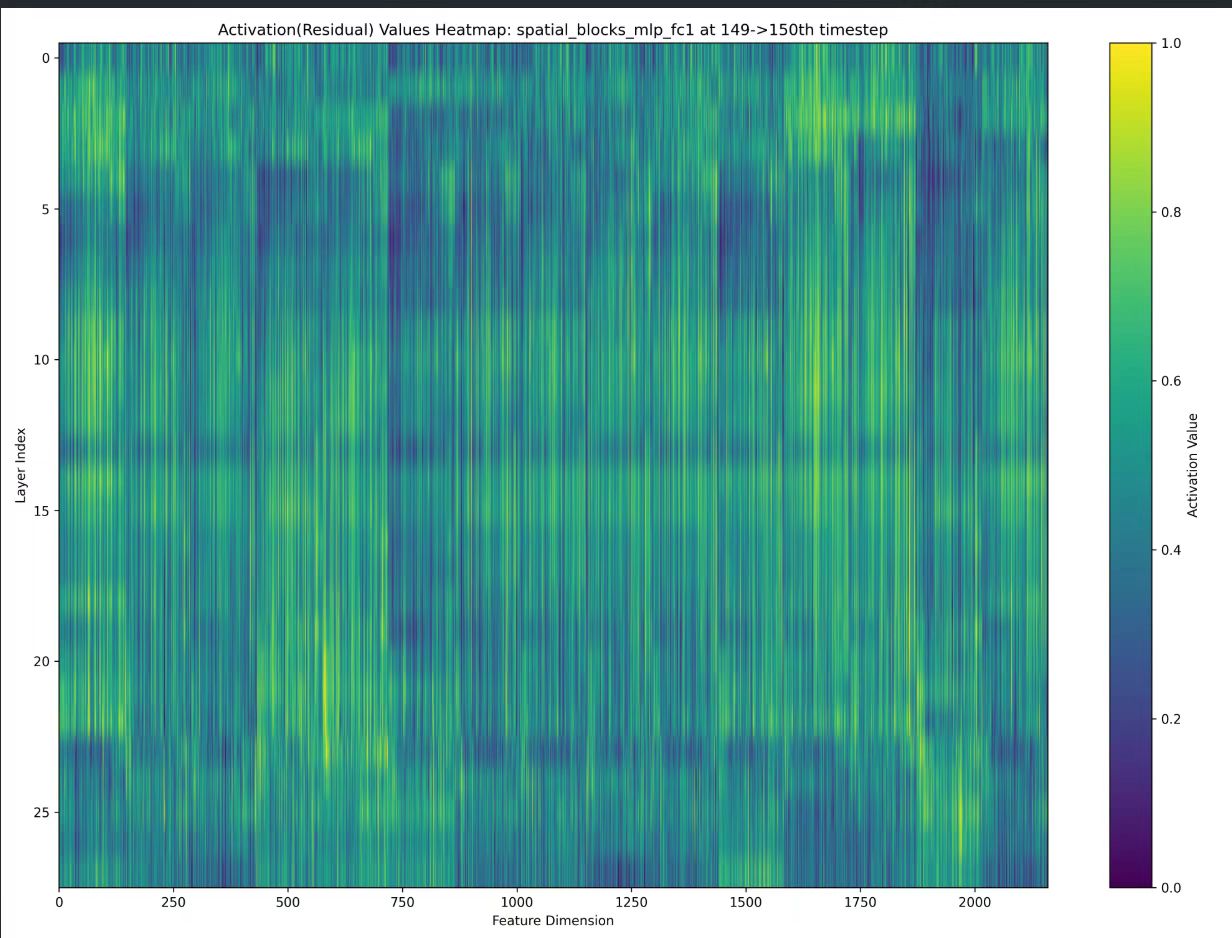 Activation(Residual) Values Heatmap: spatial_blocks_mlp_fc1 at 149->150th timestep
0
5
10
15
20
25
Layer Index
0 250 500 750 1000 1250 1500 1750 2000
Feature Dimension
1.0
0.8
0.6
0.4
0.2
0.0
Activation Value